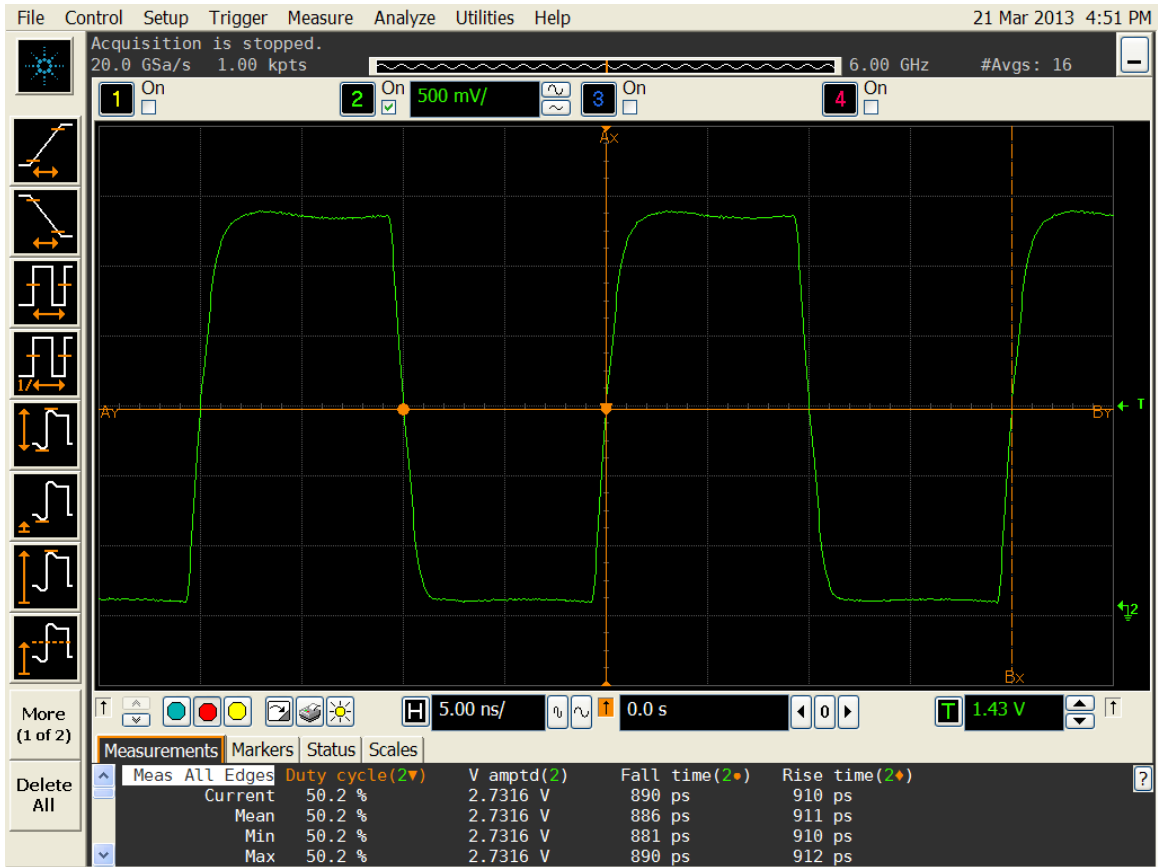 File Control Setup Trigger Measure Analyze Utilities Help 21 Mar 2013 4:51 PM
Acquisition is stopped.
20.0 GSa/s 1.00 kpts 6.00 GHz #Avgs: 16
1 On 2 On 500 mV/ 3 On 4 On
Ax
AY BY T
1/
2
Bx
More
(1 of 2)
H 5.00 ns/ 0.0 s 0 T 1.43 V
Measurements Markers Status Scales
Delete
All
Meas All Edges Duty cycle(2▼) V amptd(2) Fall time(2●) Rise time(2♦) ?
Current 50.2 % 2.7316 V 890 ps 910 ps
Mean 50.2 % 2.7316 V 886 ps 911 ps
Min 50.2 % 2.7316 V 881 ps 910 ps
Max 50.2 % 2.7316 V 890 ps 912 ps